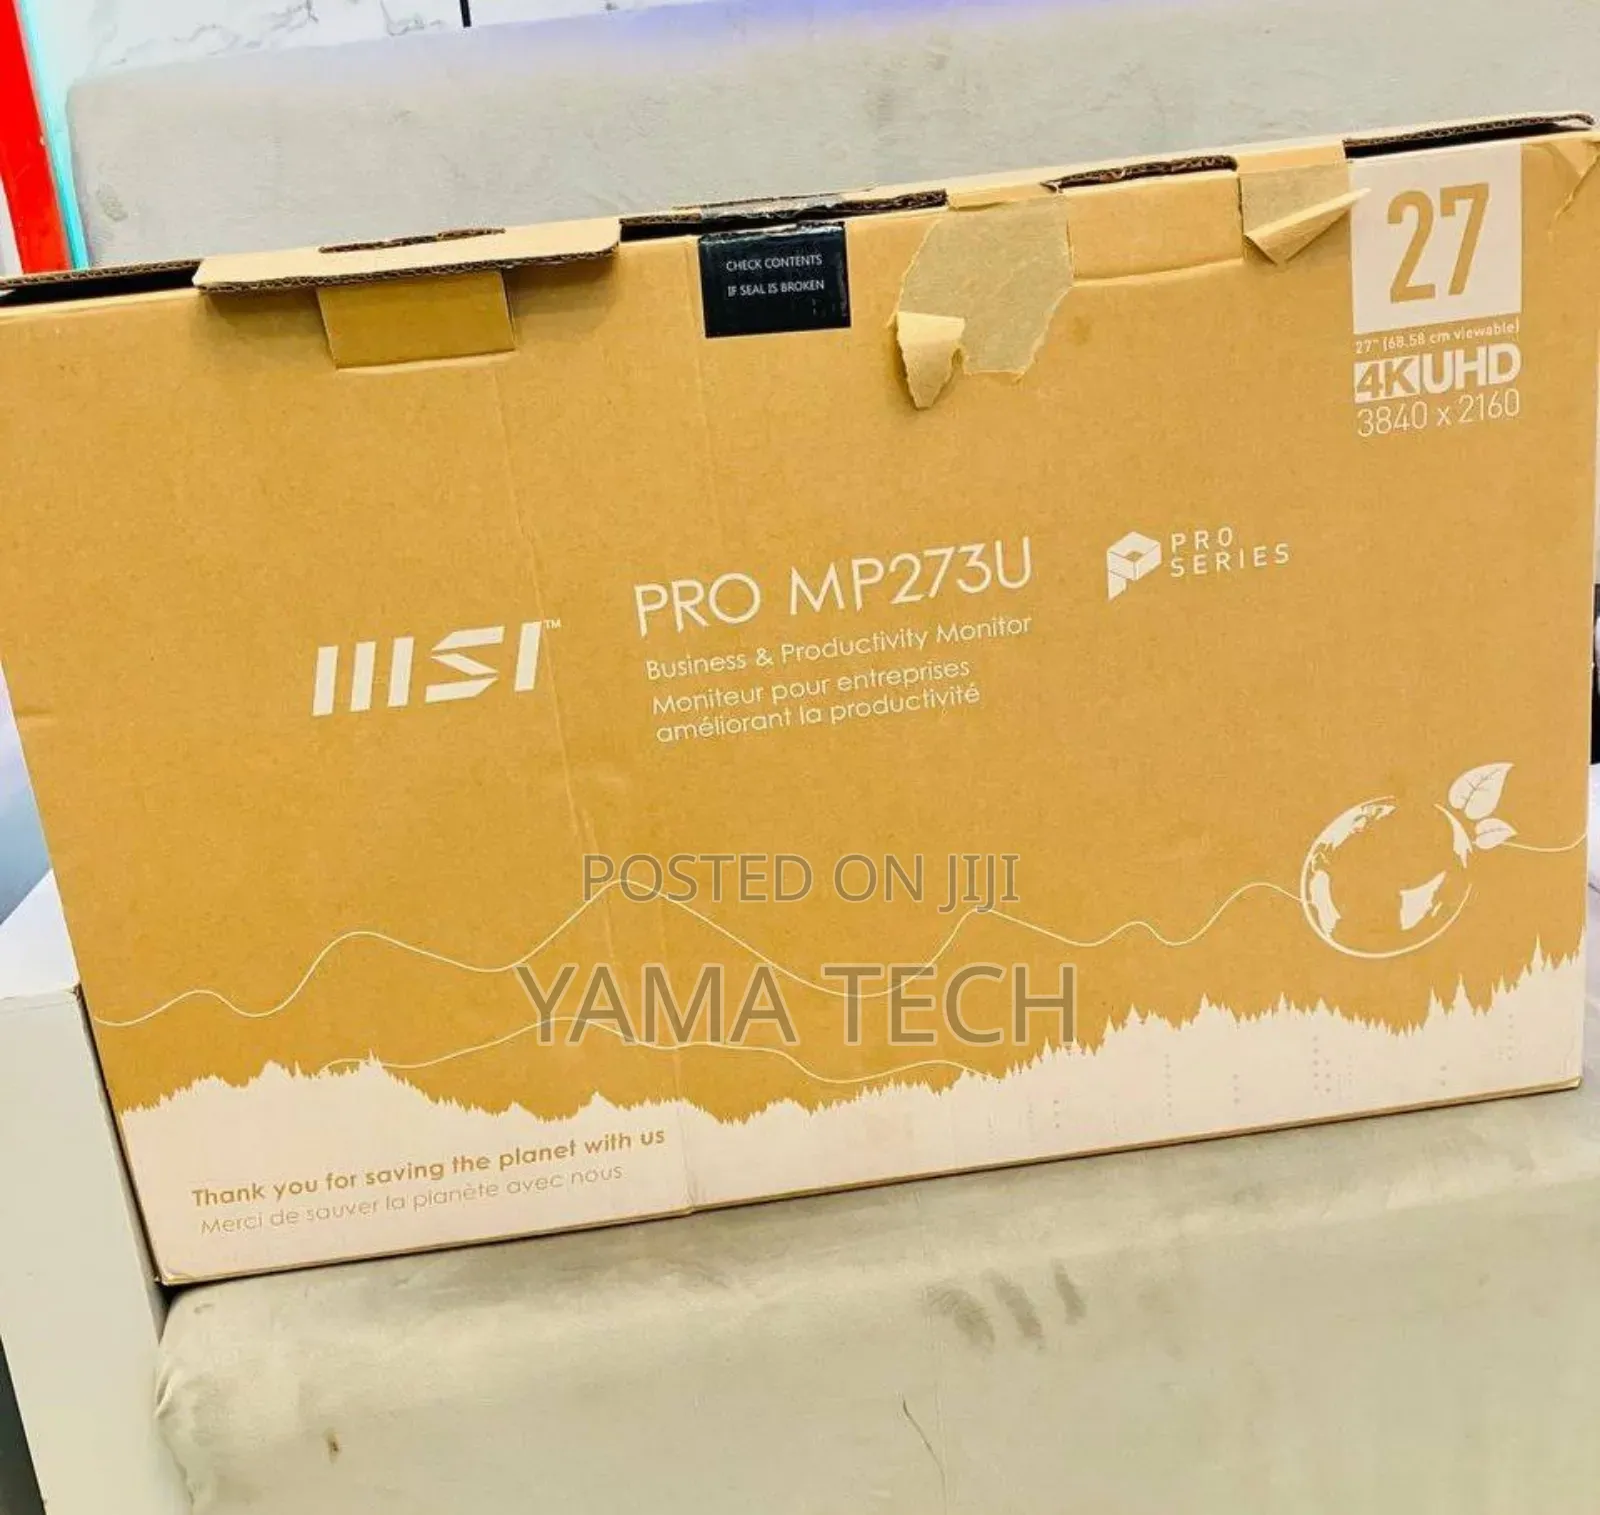 CHECK CONTENTS
IF SEAL IS BROKEN
27
27" (68.58 cm viewable)
4K UHD
3840 x 2160
PRO MP273U
PRO
SERIES
msi™
Business & Productivity Monitor
Moniteur pour entreprises
améliorant la productivité
POSTED ON JIJI
YAMA TECH
Thank you for saving the planet with us
Merci de sauver la planète avec nous